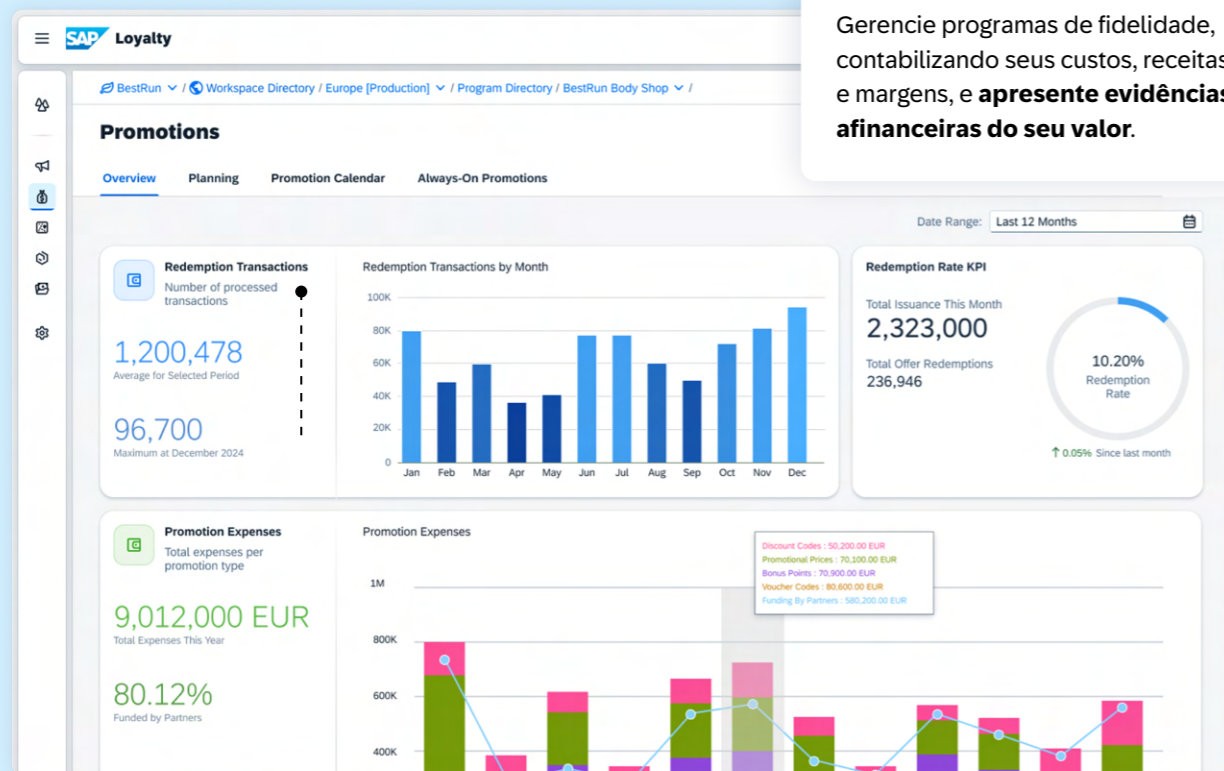 SAP Loyalty
Gerencie programas de fidelidade,
contabilizando seus custos, receitas
e margens, e apresente evidências
afinanceiras do seu valor.
BestRun / Workspace Directory / Europe [Production] / Program Directory / BestRun Body Shop /
Promotions
Overview Planning Promotion Calendar Always-On Promotions
Date Range: Last 12 Months
Redemption Transactions
Number of processed
transactions
1,200,478
Average for Selected Period
96,700
Maximum at December 2024
Redemption Transactions by Month
100K
80K
60K
40K
20K
0
Jan Feb Mar Apr May Jun Jul Aug Sep Oct Nov Dec
Redemption Rate KPI
Total Issuance This Month
2,323,000
Total Offer Redemptions
236,946
10.20%
Redemption
Rate
0.05% Since last month
Promotion Expenses
Total expenses per
promotion type
9,012,000 EUR
Total Expenses This Year
80.12%
Funded by Partners
Promotion Expenses
Discount Codes : 50,200.00 EUR
Promotional Prices : 70,100.00 EUR
Bonus Points : 70,900.00 EUR
Voucher Codes : 80,600.00 EUR
Funding By Partners : 580,200.00 EUR
1M
800K
600K
400K